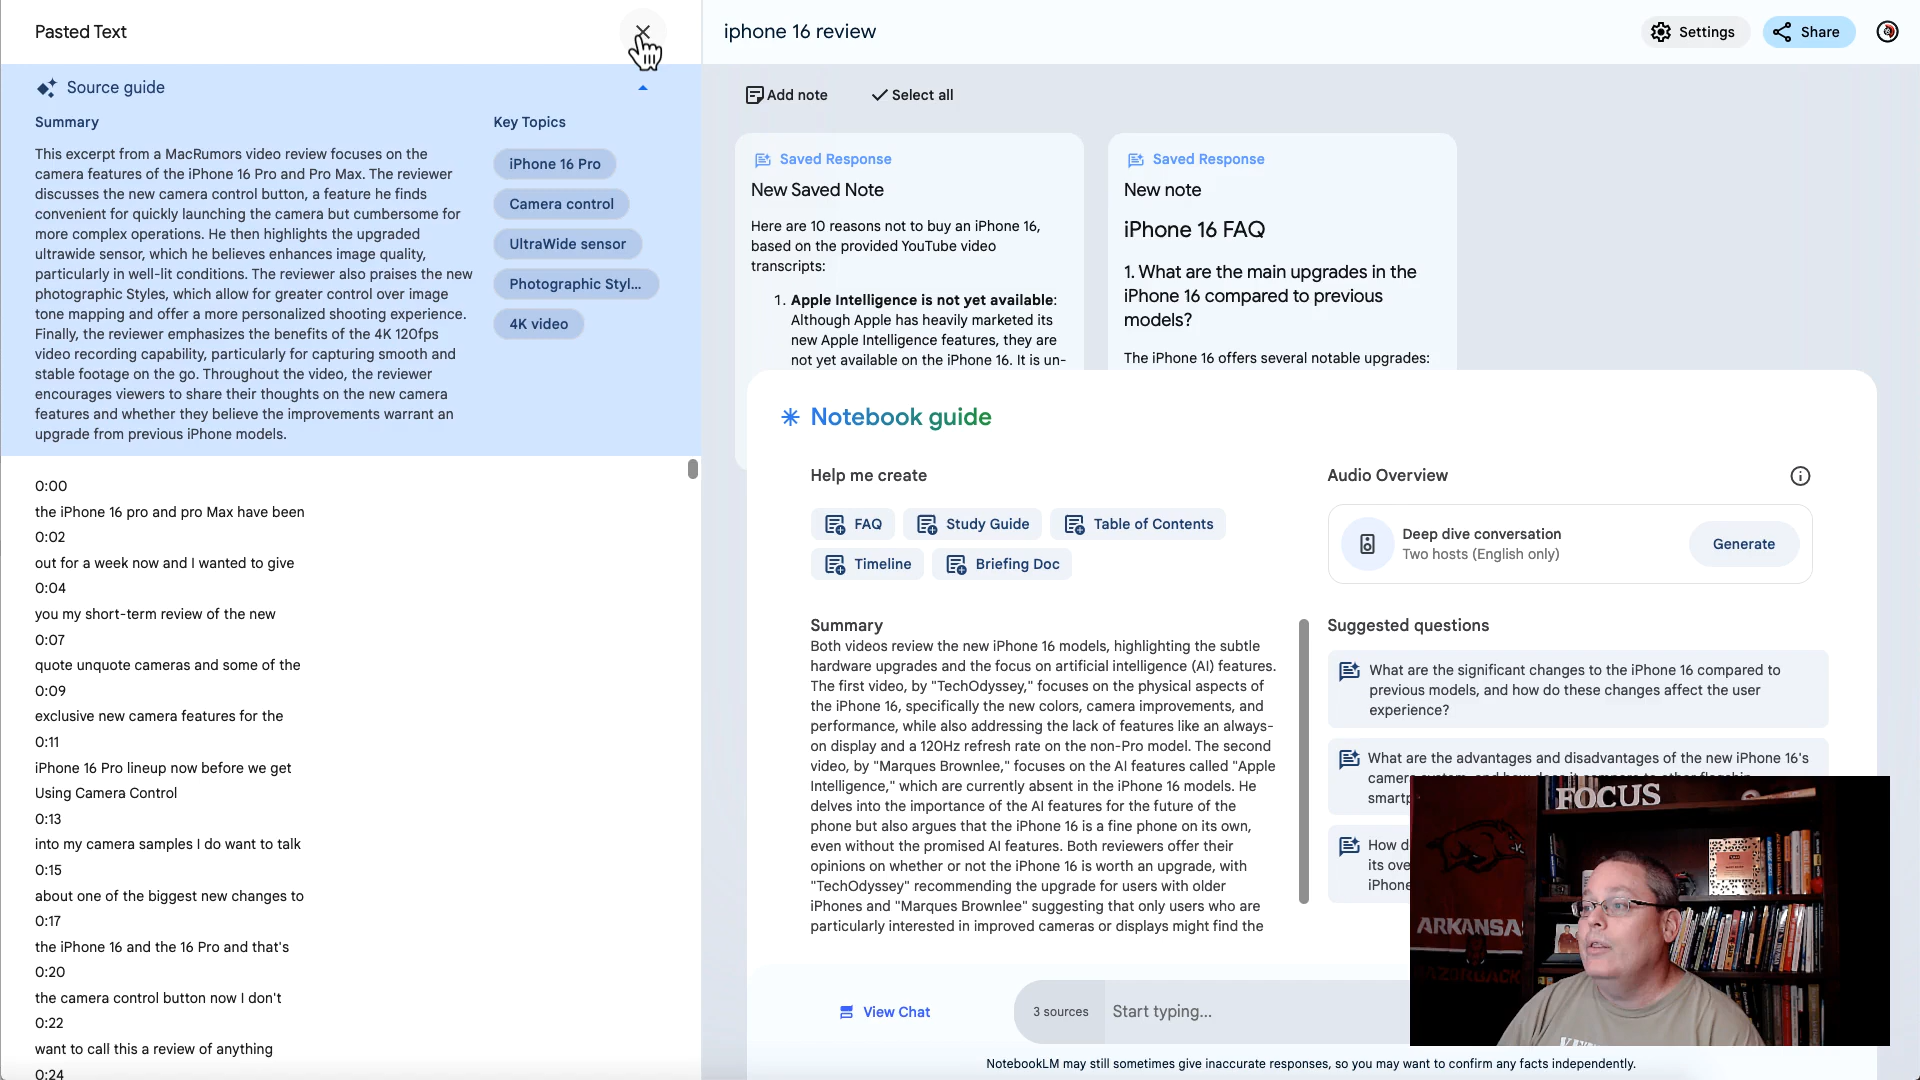 Pasted Text
Source guide
Summary
This excerpt from a MacRumors video review focuses on the
camera features of the iPhone 16 Pro and Pro Max. The reviewer
discusses the new camera control button, a feature he finds
convenient for quickly launching the camera but cumbersome for
more complex operations. He then highlights the upgraded
ultrawide sensor, which he believes enhances image quality,
particularly in well-lit conditions. The reviewer also praises the new
photographic Styles, which allow for greater control over image
tone mapping and offer a more personalized shooting experience.
Finally, the reviewer emphasizes the benefits of the 4K 120fps
video recording capability, particularly for capturing smooth and
stable footage on the go. Throughout the video, the reviewer
encourages viewers to share their thoughts on the new camera
features and whether they believe the improvements warrant an
upgrade from previous iPhone models.
Key Topics
iPhone 16 Pro
Camera control
UltraWide sensor
Photographic Styl...
4K video
0:00
the iPhone 16 pro and pro Max have been
0:02
out for a week now and I wanted to give
0:04
you my short-term review of the new
0:07
quote unquote cameras and some of the
0:09
exclusive new camera features for the
0:11
iPhone 16 Pro lineup now before we get
Using Camera Control
0:13
into my camera samples I do want to talk
0:15
about one of the biggest new changes to
0:17
the iPhone 16 and the 16 Pro and that's
0:20
the camera control button now I don't
0:22
want to call this a review of anything
0:24
iphone 16 review
Settings
Share
Add note
Select all
Saved Response
New Saved Note
Here are 10 reasons not to buy an iPhone 16,
based on the provided YouTube video
transcripts:
1. Apple Intelligence is not yet available:
Although Apple has heavily marketed its
new Apple Intelligence features, they are
not yet available on the iPhone 16. It is un-
Saved Response
New note
iPhone 16 FAQ
1. What are the main upgrades in the
iPhone 16 compared to previous
models?
The iPhone 16 offers several notable upgrades:
Notebook guide
Help me create
FAQ
Study Guide
Table of Contents
Timeline
Briefing Doc
Summary
Both videos review the new iPhone 16 models, highlighting the subtle
hardware upgrades and the focus on artificial intelligence (AI) features.
The first video, by "TechOdyssey," focuses on the physical aspects of
the iPhone 16, specifically the new colors, camera improvements, and
performance, while also addressing the lack of features like an always-
on display and a 120Hz refresh rate on the non-Pro model. The second
video, by "Marques Brownlee," focuses on the AI features called "Apple
Intelligence," which are currently absent in the iPhone 16 models. He
delves into the importance of the AI features for the future of the
phone but also argues that the iPhone 16 is a fine phone on its own,
even without the promised AI features. Both reviewers offer their
opinions on whether or not the iPhone 16 is worth an upgrade, with
"TechOdyssey" recommending the upgrade for users with older
iPhones and "Marques Brownlee" suggesting that only users who are
particularly interested in improved cameras or displays might find the
Audio Overview
Deep dive conversation
Two hosts (English only)
Generate
Suggested questions
What are the significant changes to the iPhone 16 compared to
previous models, and how do these changes affect the user
experience?
What are the advantages and disadvantages of the new iPhone 16's
How d
its ove
iPhone
FOCUS
ARKANSA
RAZORBACK
View Chat
3 sources
Start typing...
NotebookLM may still sometimes give inaccurate responses, so you may want to confirm any facts independently.